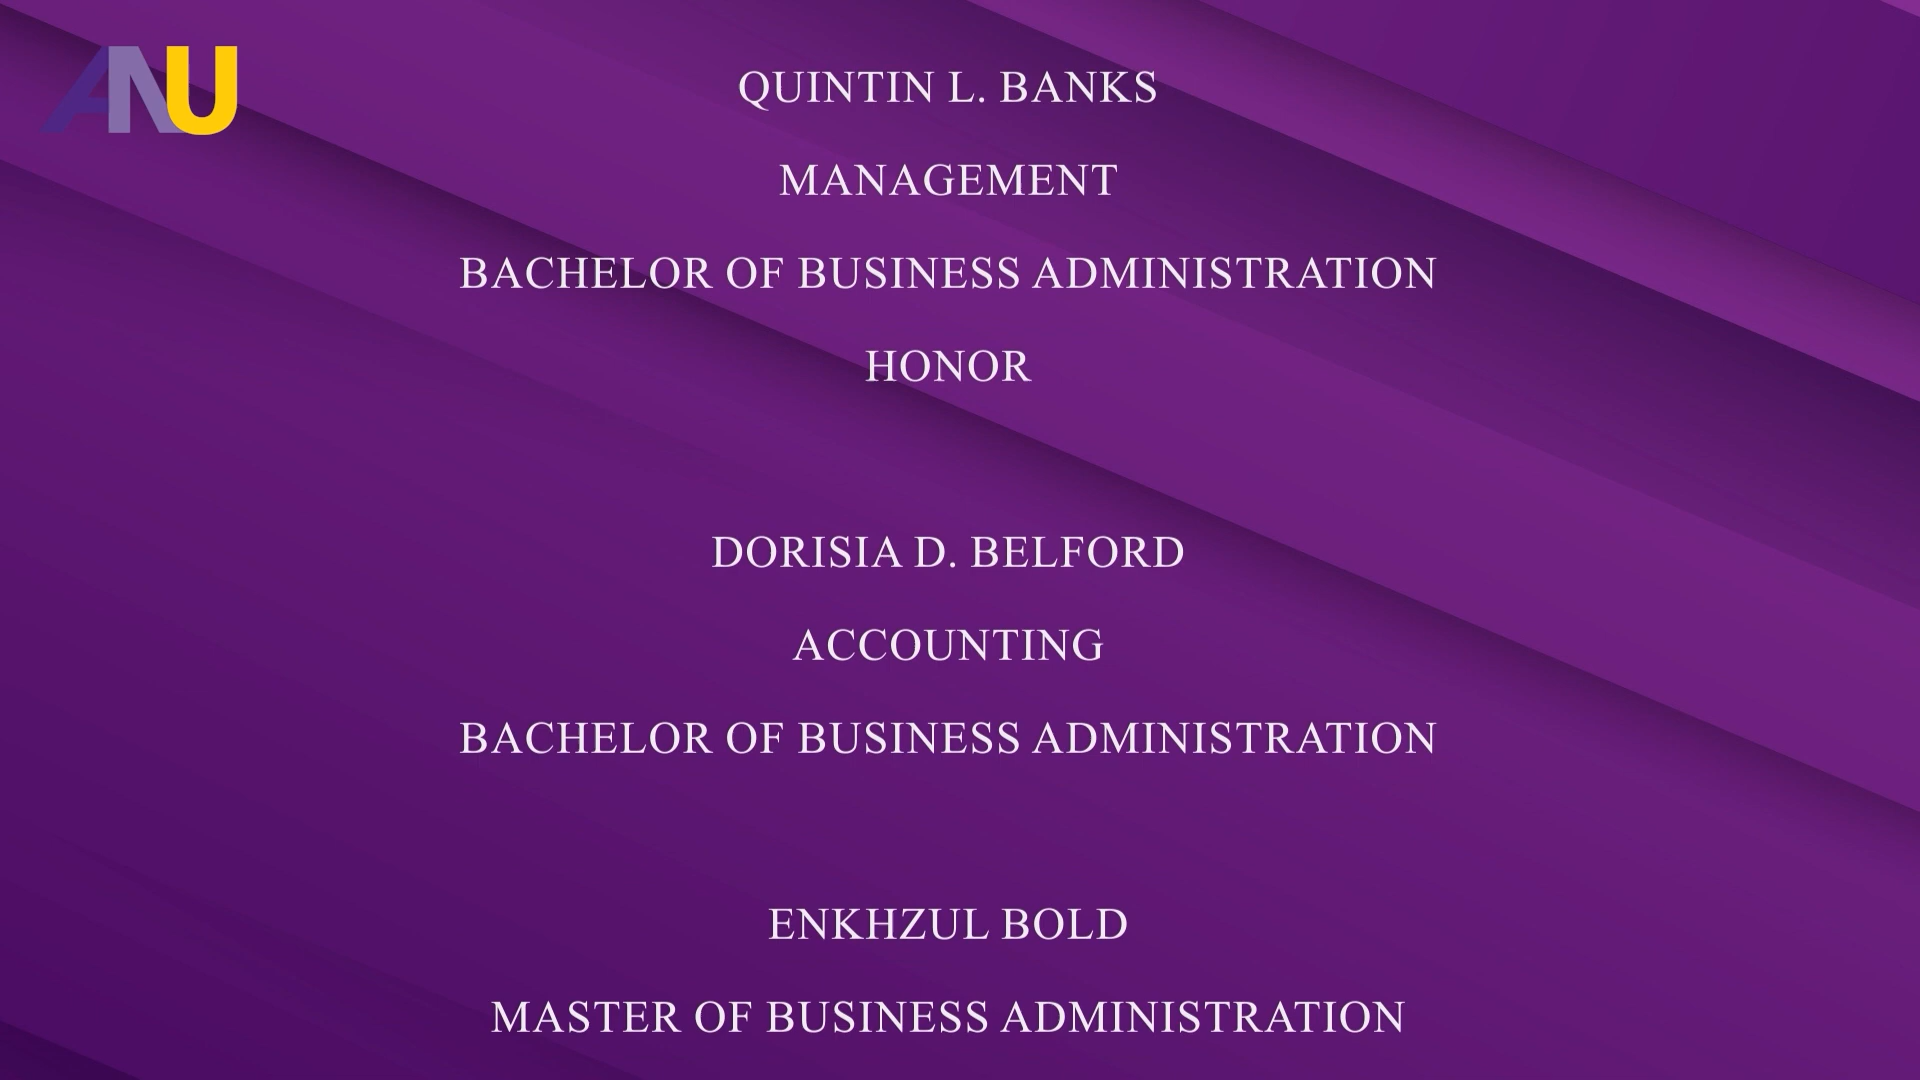 ANU
QUINTIN L. BANKS
MANAGEMENT
BACHELOR OF BUSINESS ADMINISTRATION
HONOR
DORISIA D. BELFORD
ACCOUNTING
BACHELOR OF BUSINESS ADMINISTRATION
ENKHZUL BOLD
MASTER OF BUSINESS ADMINISTRATION